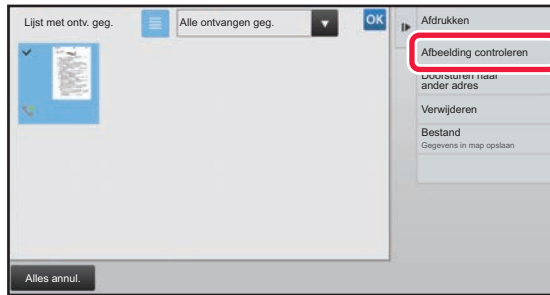 Lijst met ontv. geg.
Alle ontvangen geg.
OK
Afdrukken
Afbeelding controleren
Doorsturen naar
ander adres
Verwijderen
Bestand
Gegevens in map opslaan
Alles annul.